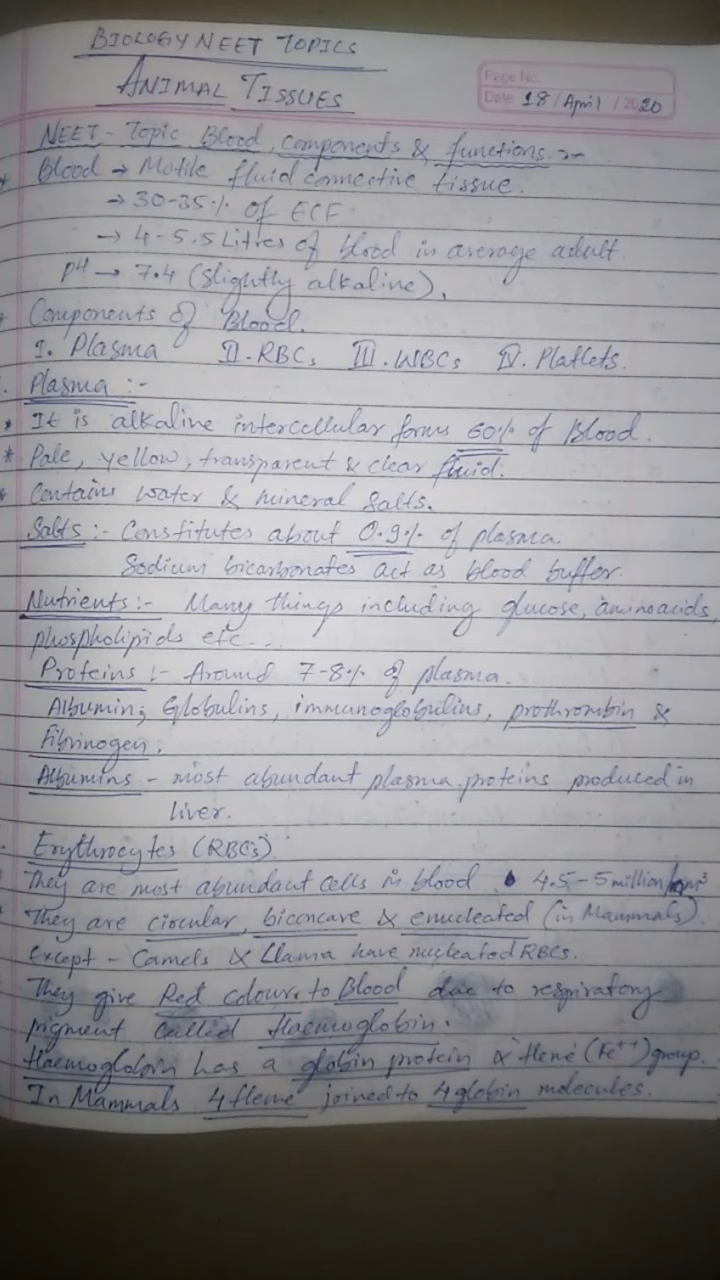 BIOLOGY NEET TOPICS
ANIMAL TISSUES
Page No.
Date 18/April/2020
NEET - Topic Blood, components & functions :-
Blood → Motile fluid connective tissue.
→ 30-35% of ECF
→ 4-5.5 Litres of blood in average adult
pH → 7.4 (Slightly alkaline).
Components of Blood.
I. Plasma II. RBCs III. WBCs IV. Platlets.
Plasma :-
* It is alkaline intercellular forms 60% of Blood.
* Pale, yellow, transparent & clear fluid.
* Contains water & mineral salts.
Salts :- Constitutes about 0.9% of plasma.
Sodium bicarbonates act as blood buffer.
Nutrients :- Many things including glucose, aminoacids,
phospholipids etc...
Proteins :- Around 7-8% of plasma.
Albumin; Globulins, immunoglobulins, prothrombin &
Fibrinogen.
Albumins - most abundant plasma proteins produced in
liver.
Erythrocytes (RBCs)
They are most abundant cells in blood 4.5-5 million/mm³
They are circular, biconcave & enucleated (in Mammals).
Except - Camels & Llama have nucleated RBCs.
They give Red colour to Blood due to respiratory
pigment called Haemoglobin.
Haemoglobin has a globin protein & Heme (Fe⁺⁺) group.
In Mammals 4 Heme joined to 4 globin molecules.